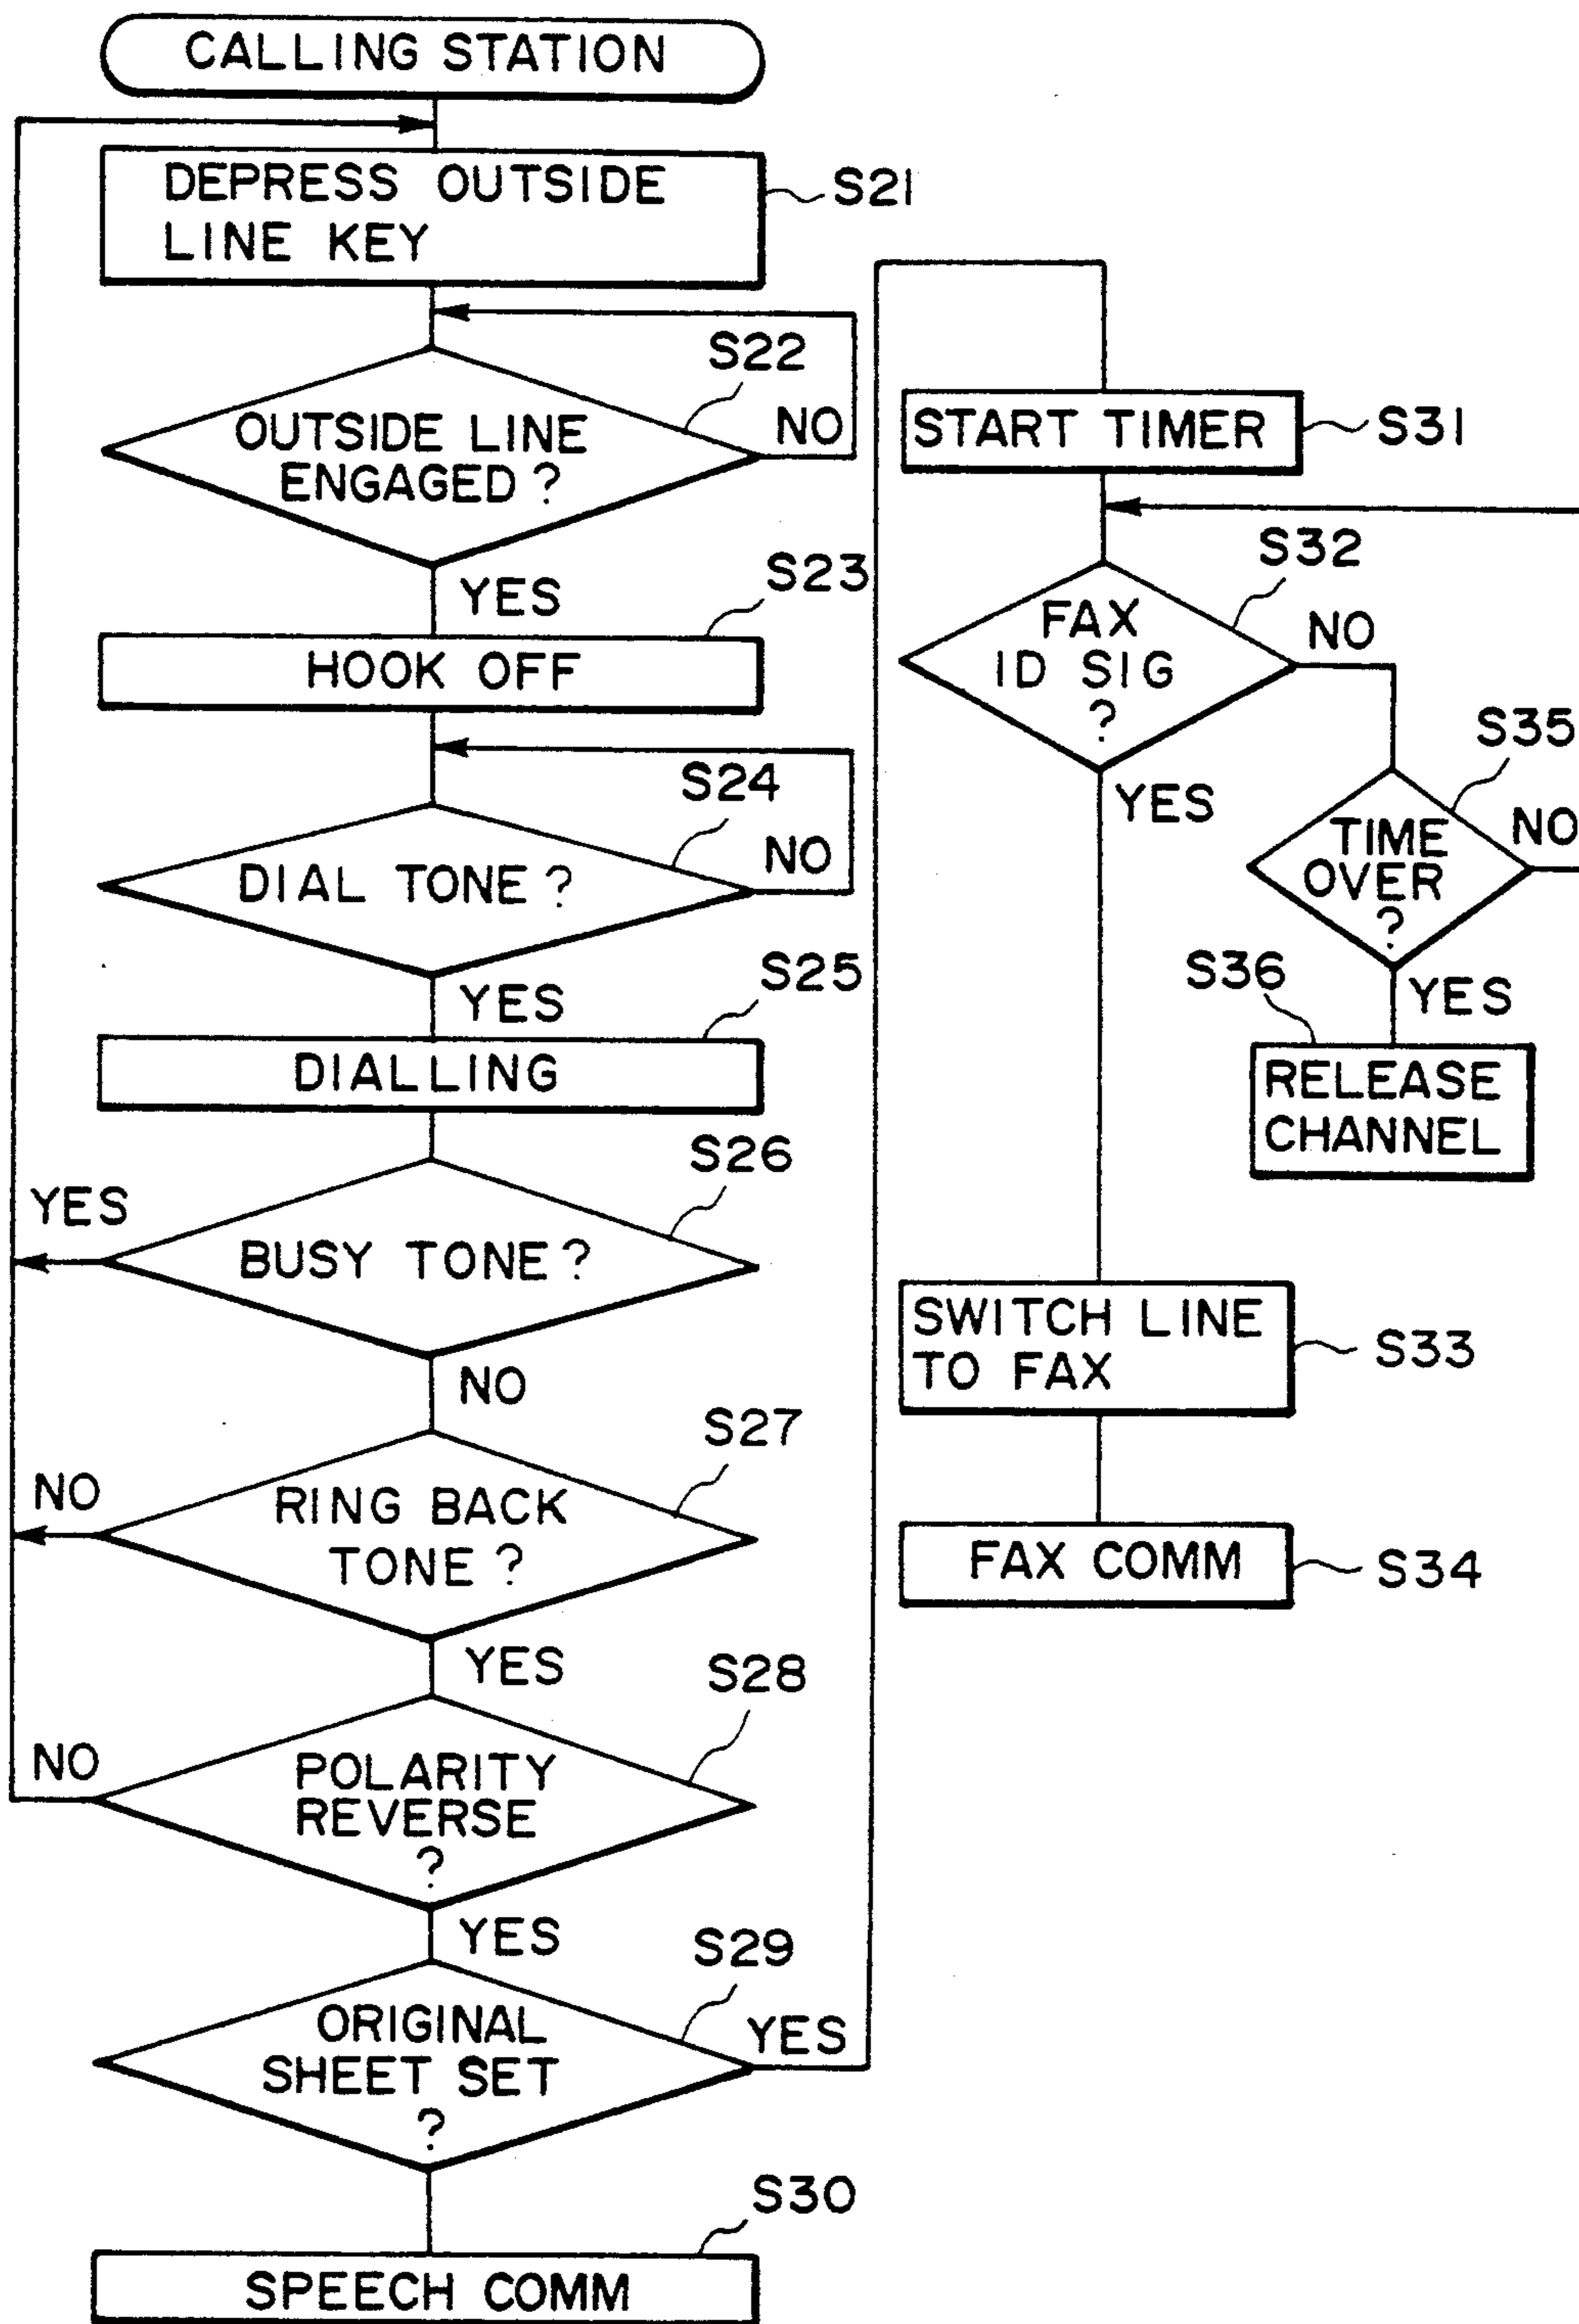 CALLING STATION
DEPRESS OUTSIDE
LINE KEY
S21
S22
OUTSIDE LINE
ENGAGED?
NO
YES
S23
HOOK OFF
S24
DIAL TONE?
NO
YES
S25
DIALLING
S26
YES
BUSY TONE?
NO
S27
NO
RING BACK
TONE?
YES
S28
NO
POLARITY
REVERSE
?
YES
S29
ORIGINAL
SHEET SET
?
YES
S30
SPEECH COMM
START TIMER
S31
S32
FAX
ID SIG
?
NO
YES
S35
TIME
OVER
?
NO
YES
S36
RELEASE
CHANNEL
SWITCH LINE
TO FAX
S33
FAX COMM
S34